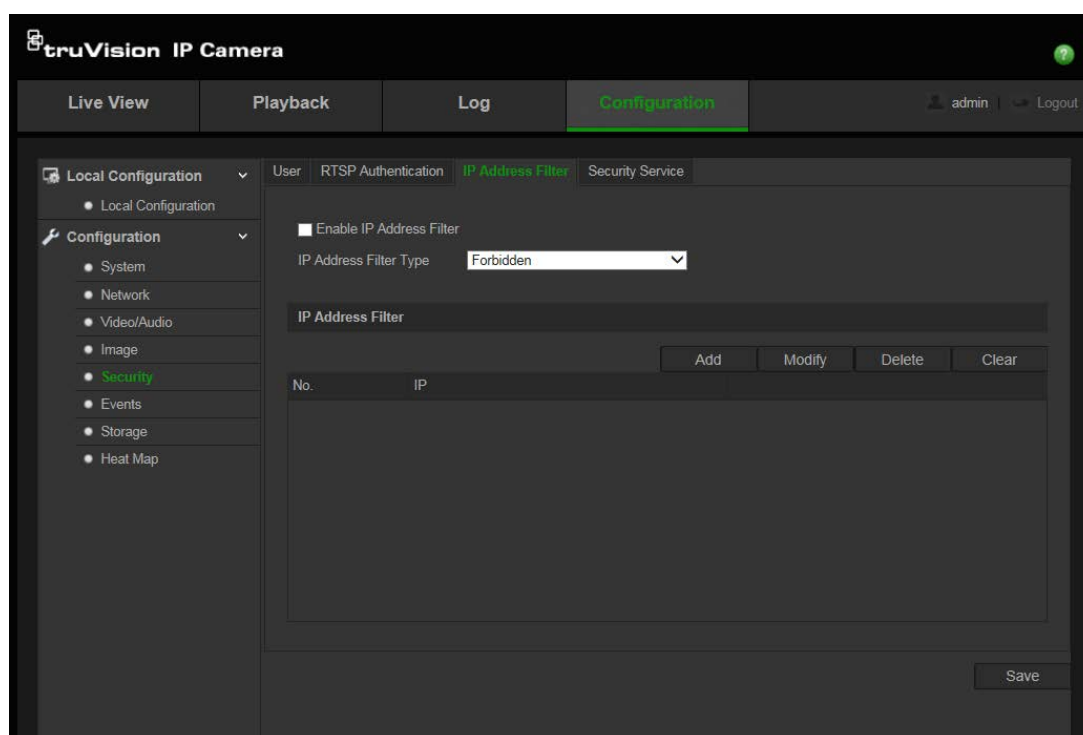 truVision IP Camera
?
Live View
Playback
Log
Configuration
admin
Logout
Local Configuration
Local Configuration
Configuration
System
Network
Video/Audio
Image
Security
Events
Storage
Heat Map
User
RTSP Authentication
IP Address Filter
Security Service
Enable IP Address Filter
IP Address Filter Type
Forbidden
IP Address Filter
Add
Modify
Delete
Clear
No.
IP
Save